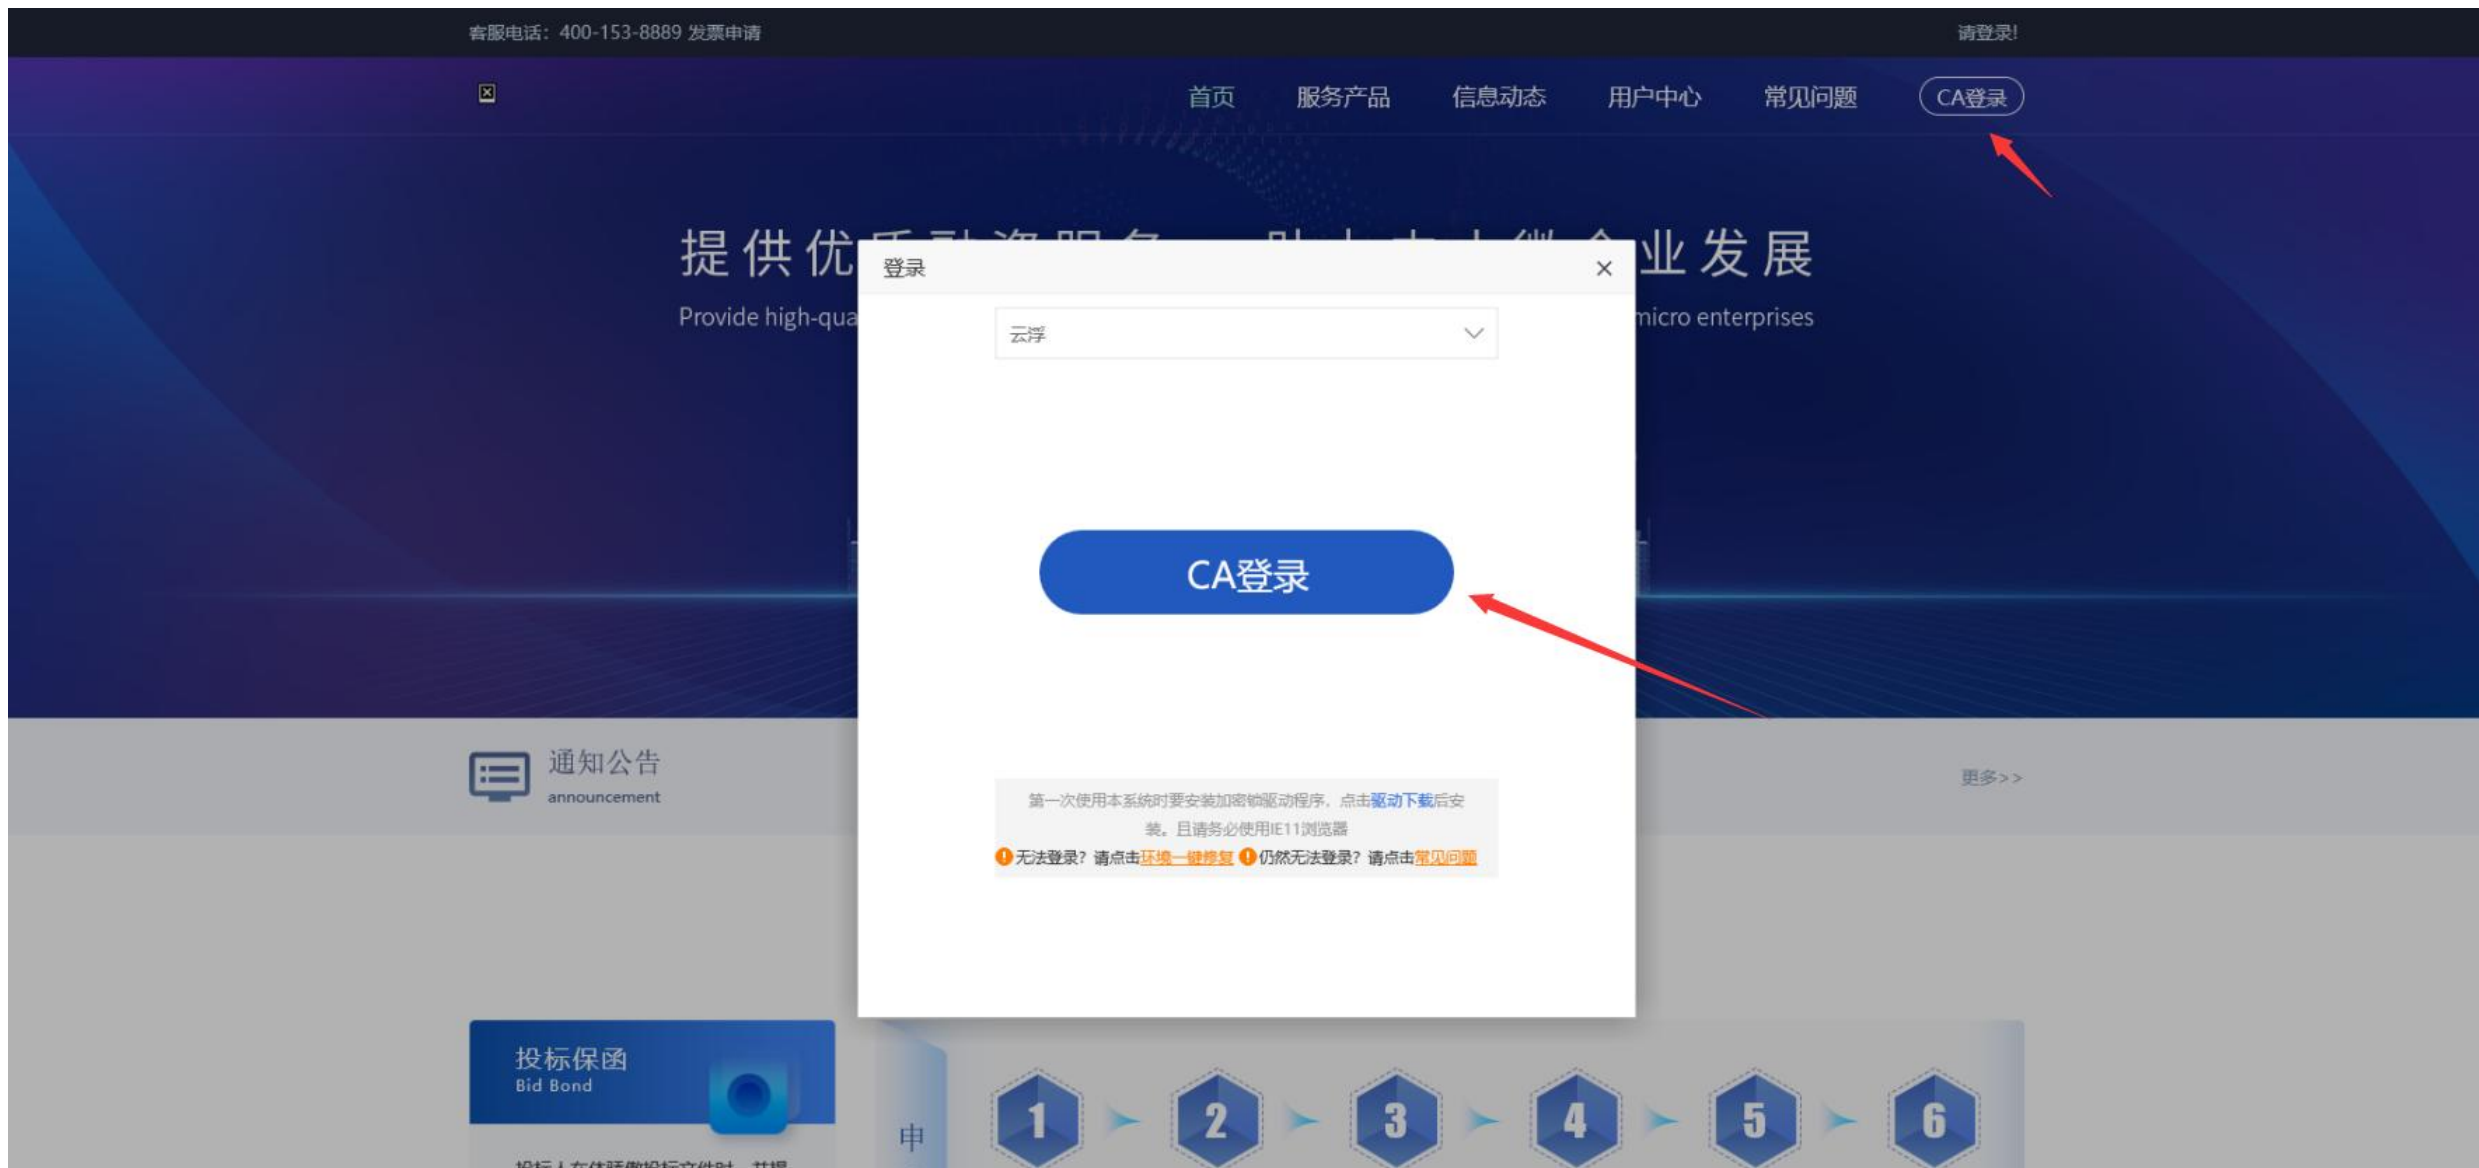 客服电话：400-153-8889 发票申请
请登录!
首页 服务产品 信息动态 用户中心 常见问题 CA登录
提供优 业发展
Provide high-qua micro enterprises
登录 ×
云浮
CA登录
第一次使用本系统时要安装加密锁驱动程序，点击驱动下载后安
装。且请务必使用IE11浏览器
无法登录？请点击环境一键修复 仍然无法登录？请点击常见问题
通知公告
announcement
更多>>
投标保函
Bid Bond
申
1 2 3 4 5 6